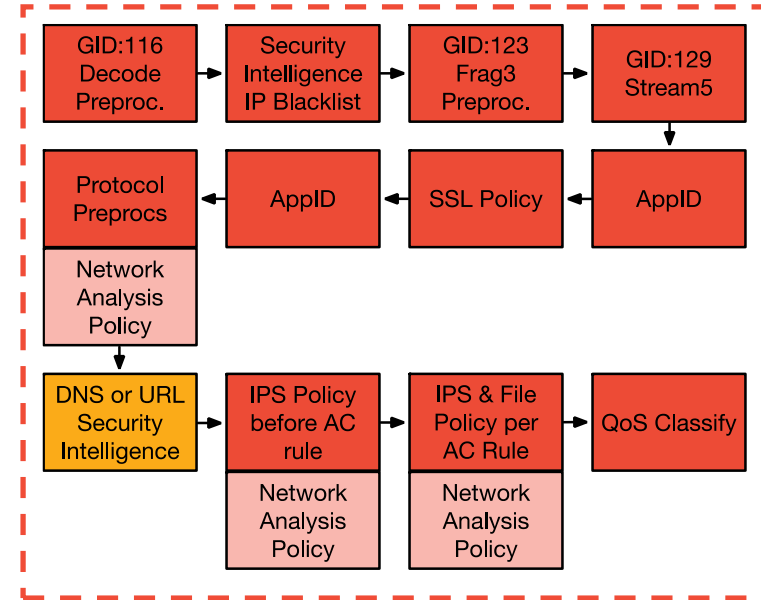 GID:116
Decode
Preproc.
Security
Intelligence
IP Blacklist
GID:123
Frag3
Preproc.
GID:129
Stream5
Protocol
Preprocs
AppID
SSL Policy
AppID
Network
Analysis
Policy
DNS or URL
Security
Intelligence
IPS Policy
before AC
rule
IPS & File
Policy per
AC Rule
QoS Classify
Network
Analysis
Policy
Network
Analysis
Policy